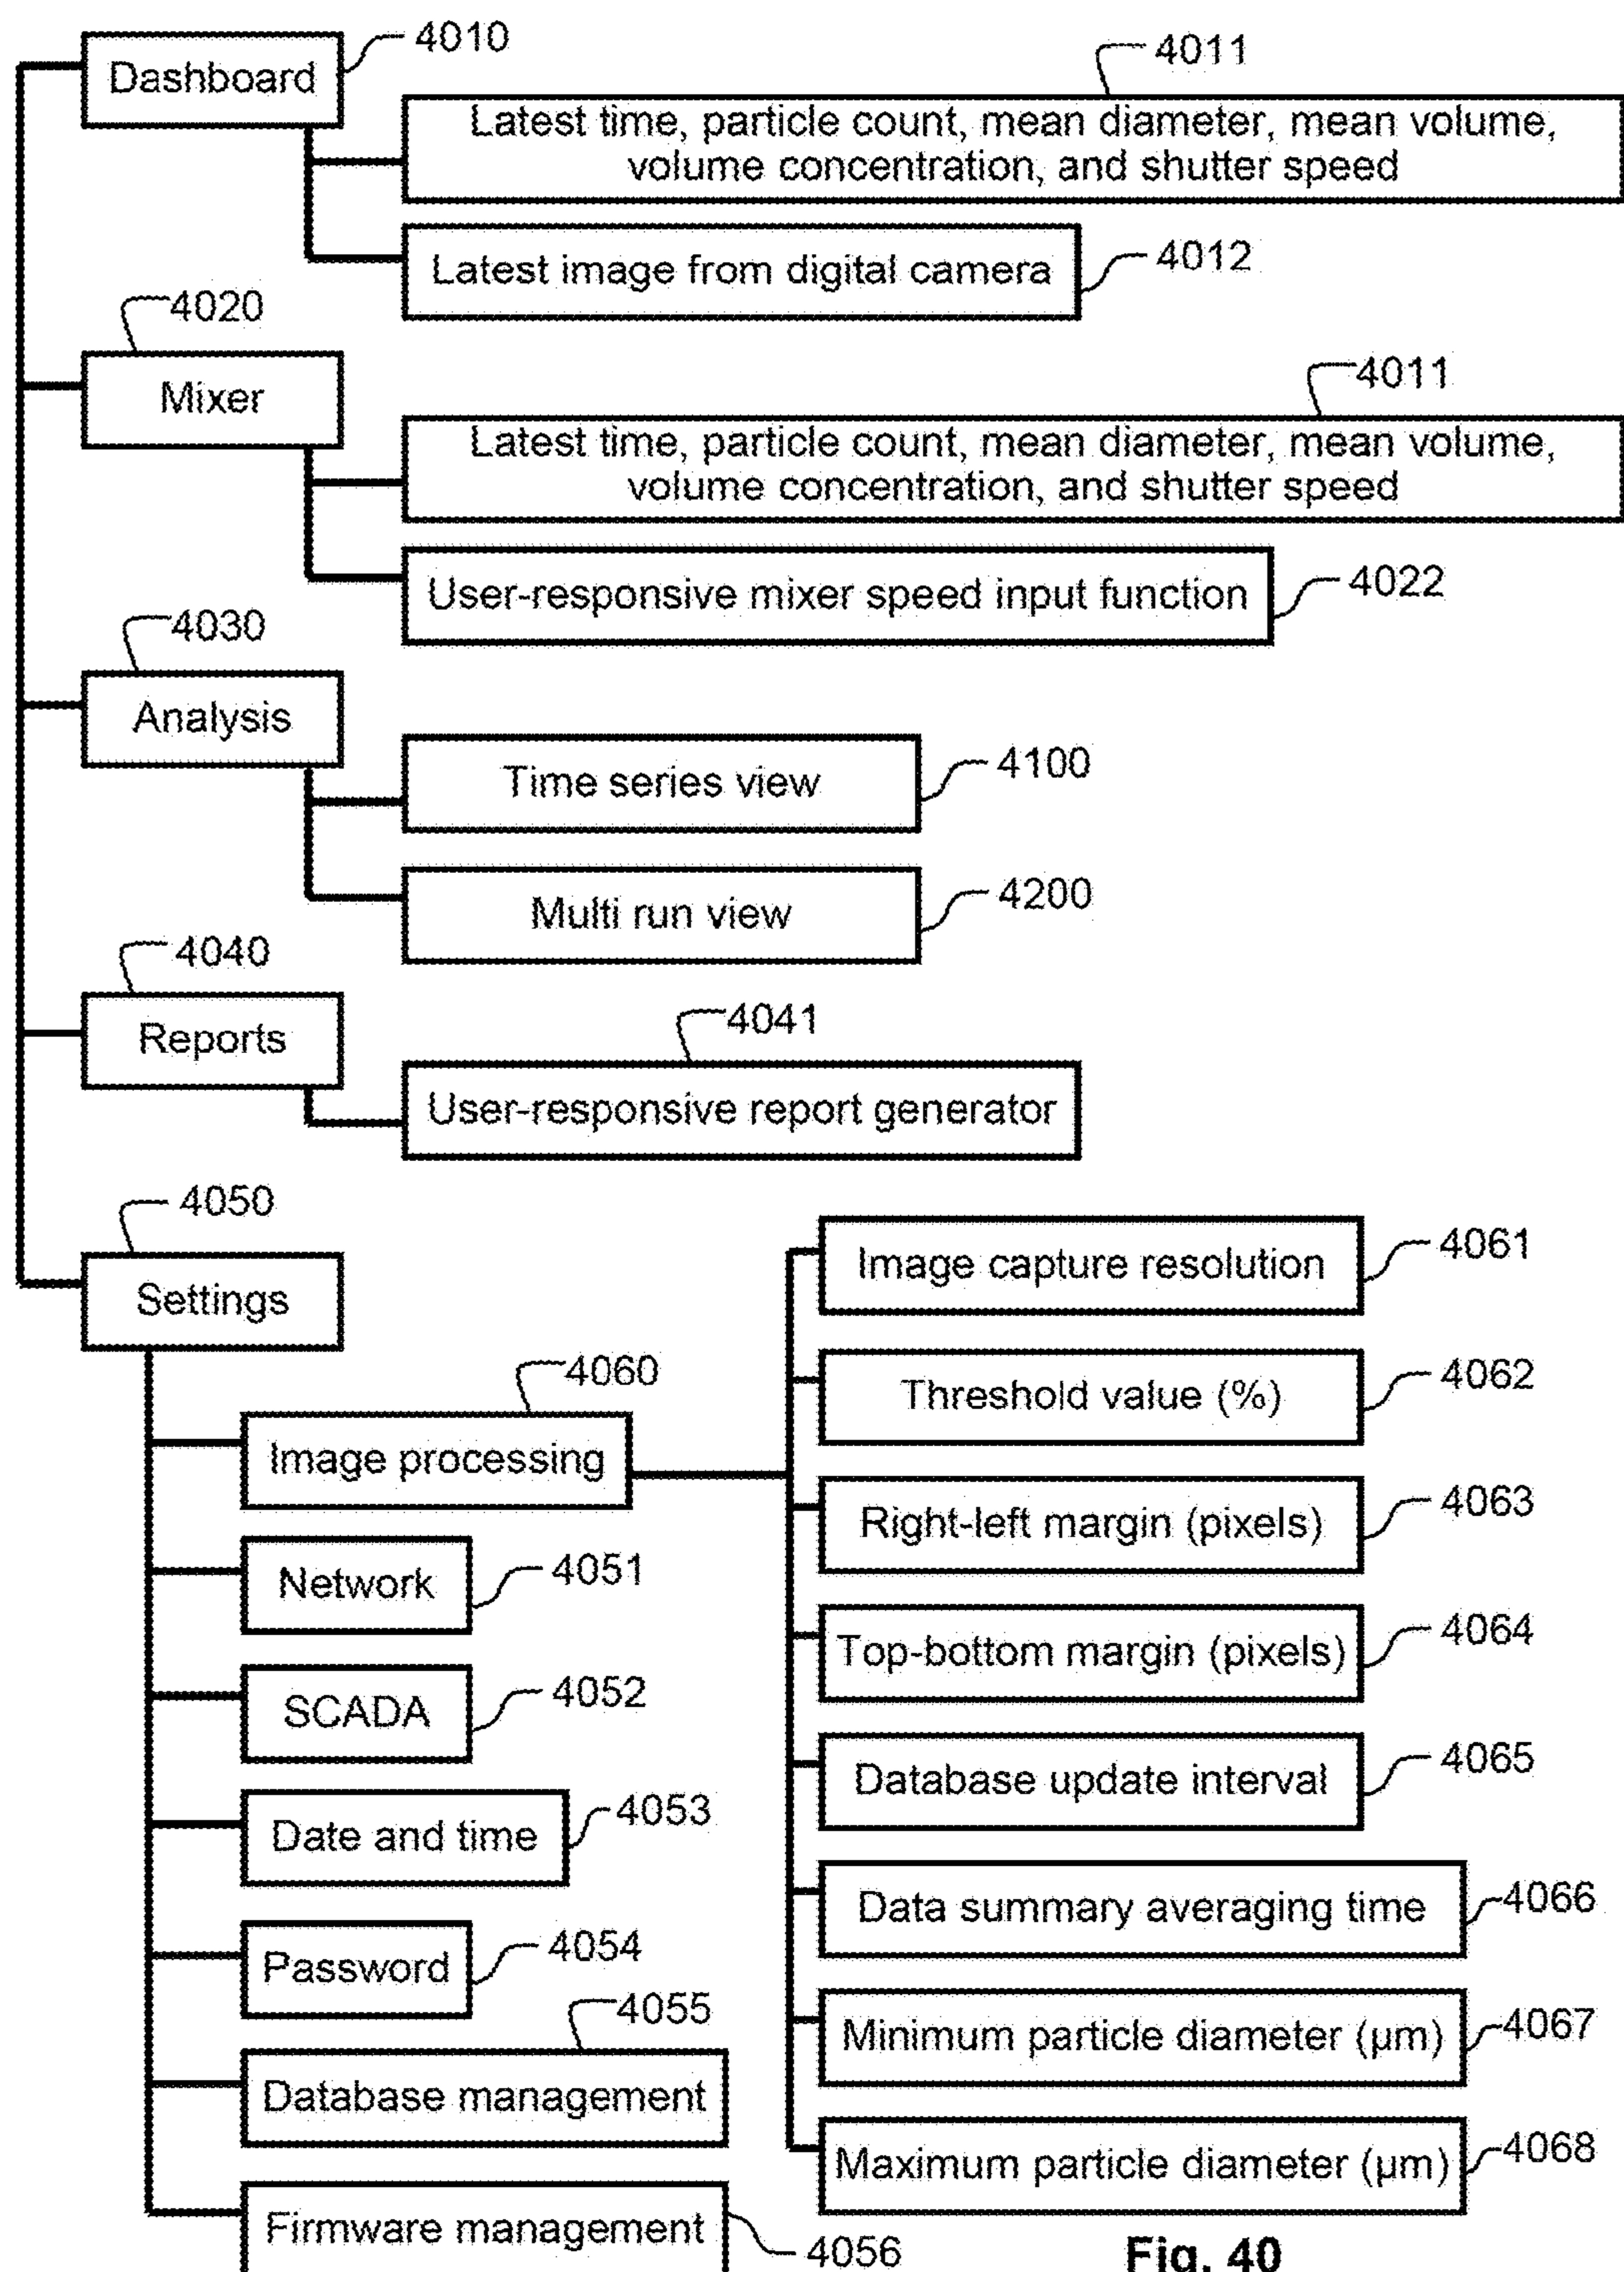 4010
Dashboard
4011
Latest time, particle count, mean diameter, mean volume,
volume concentration, and shutter speed
Latest image from digital camera
4012
4020
Mixer
4011
Latest time, particle count, mean diameter, mean volume,
volume concentration, and shutter speed
User-responsive mixer speed input function
4022
4030
Analysis
Time series view
4100
Multi run view
4200
4040
Reports
4041
User-responsive report generator
4050
Settings
4060
Image processing
Network
4051
SCADA
4052
Date and time
4053
Password
4054
4055
Database management
Firmware management
4056
Image capture resolution
4061
Threshold value (%)
4062
Right-left margin (pixels)
4063
Top-bottom margin (pixels)
4064
Database update interval
4065
Data summary averaging time
4066
Minimum particle diameter (µm)
4067
Maximum particle diameter (µm)
4068
Fig. 40